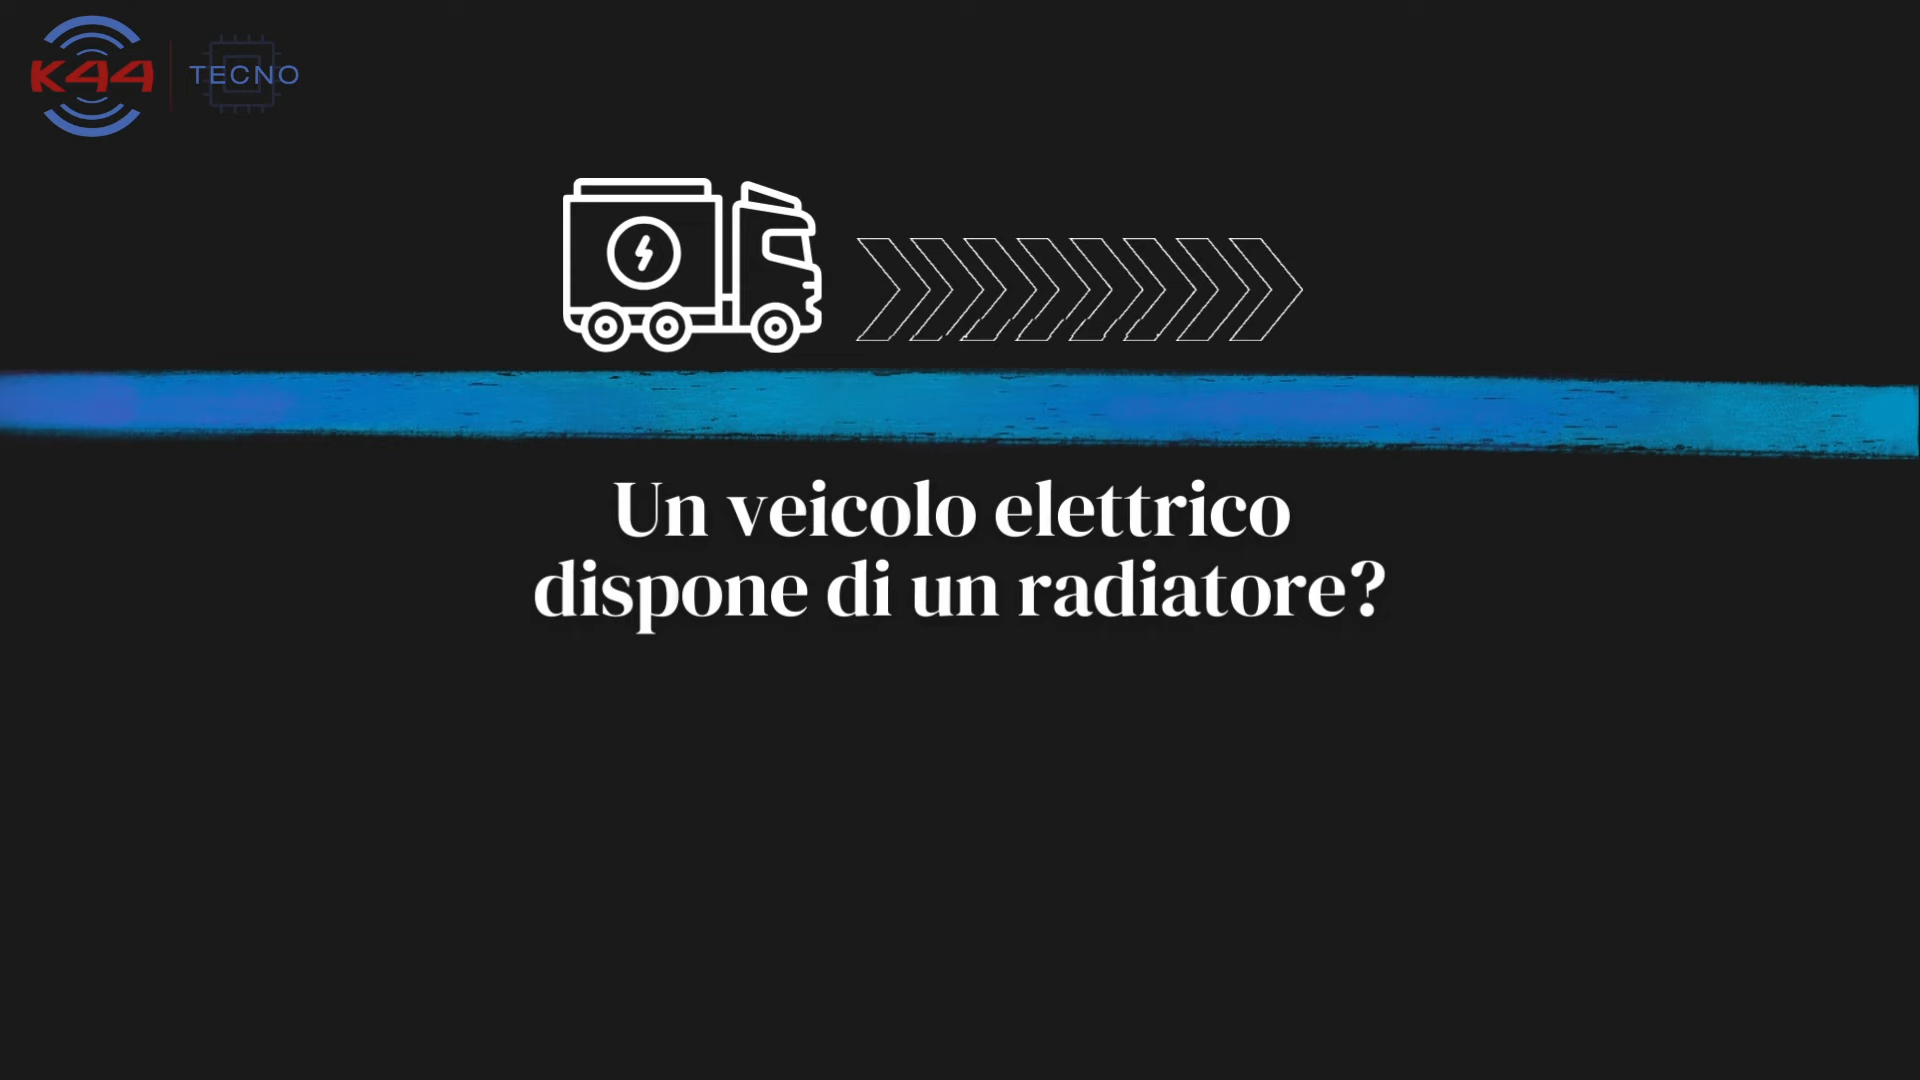 K44
TECNO
Un veicolo elettrico
dispone di un radiatore?